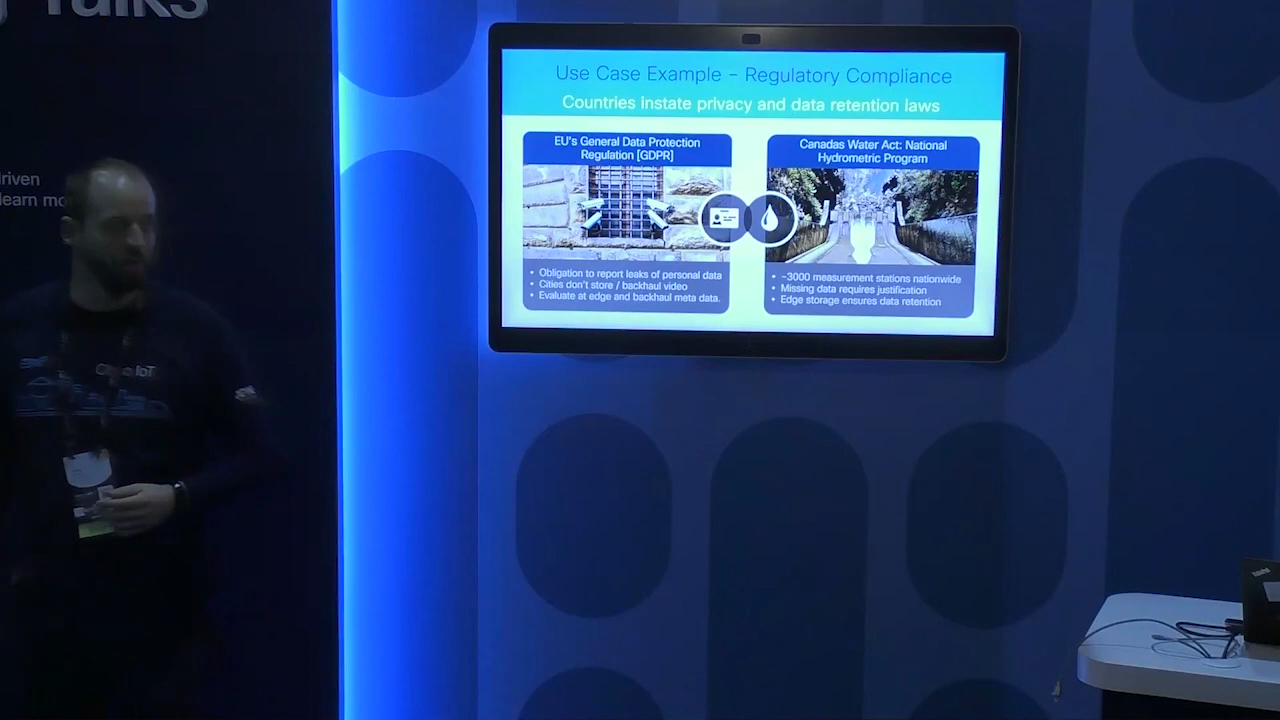 Talks
riven
learn mo
Use Case Example – Regulatory Compliance
Countries instate privacy and data retention laws
EU's General Data Protection
Regulation [GDPR]
• Obligation to report leaks of personal data
• Cities don't store / backhaul video
• Evaluate at edge and backhaul meta data.
Canadas Water Act: National
Hydrometric Program
• ~3000 measurement stations nationwide
• Missing data requires justification
• Edge storage ensures data retention
IoT